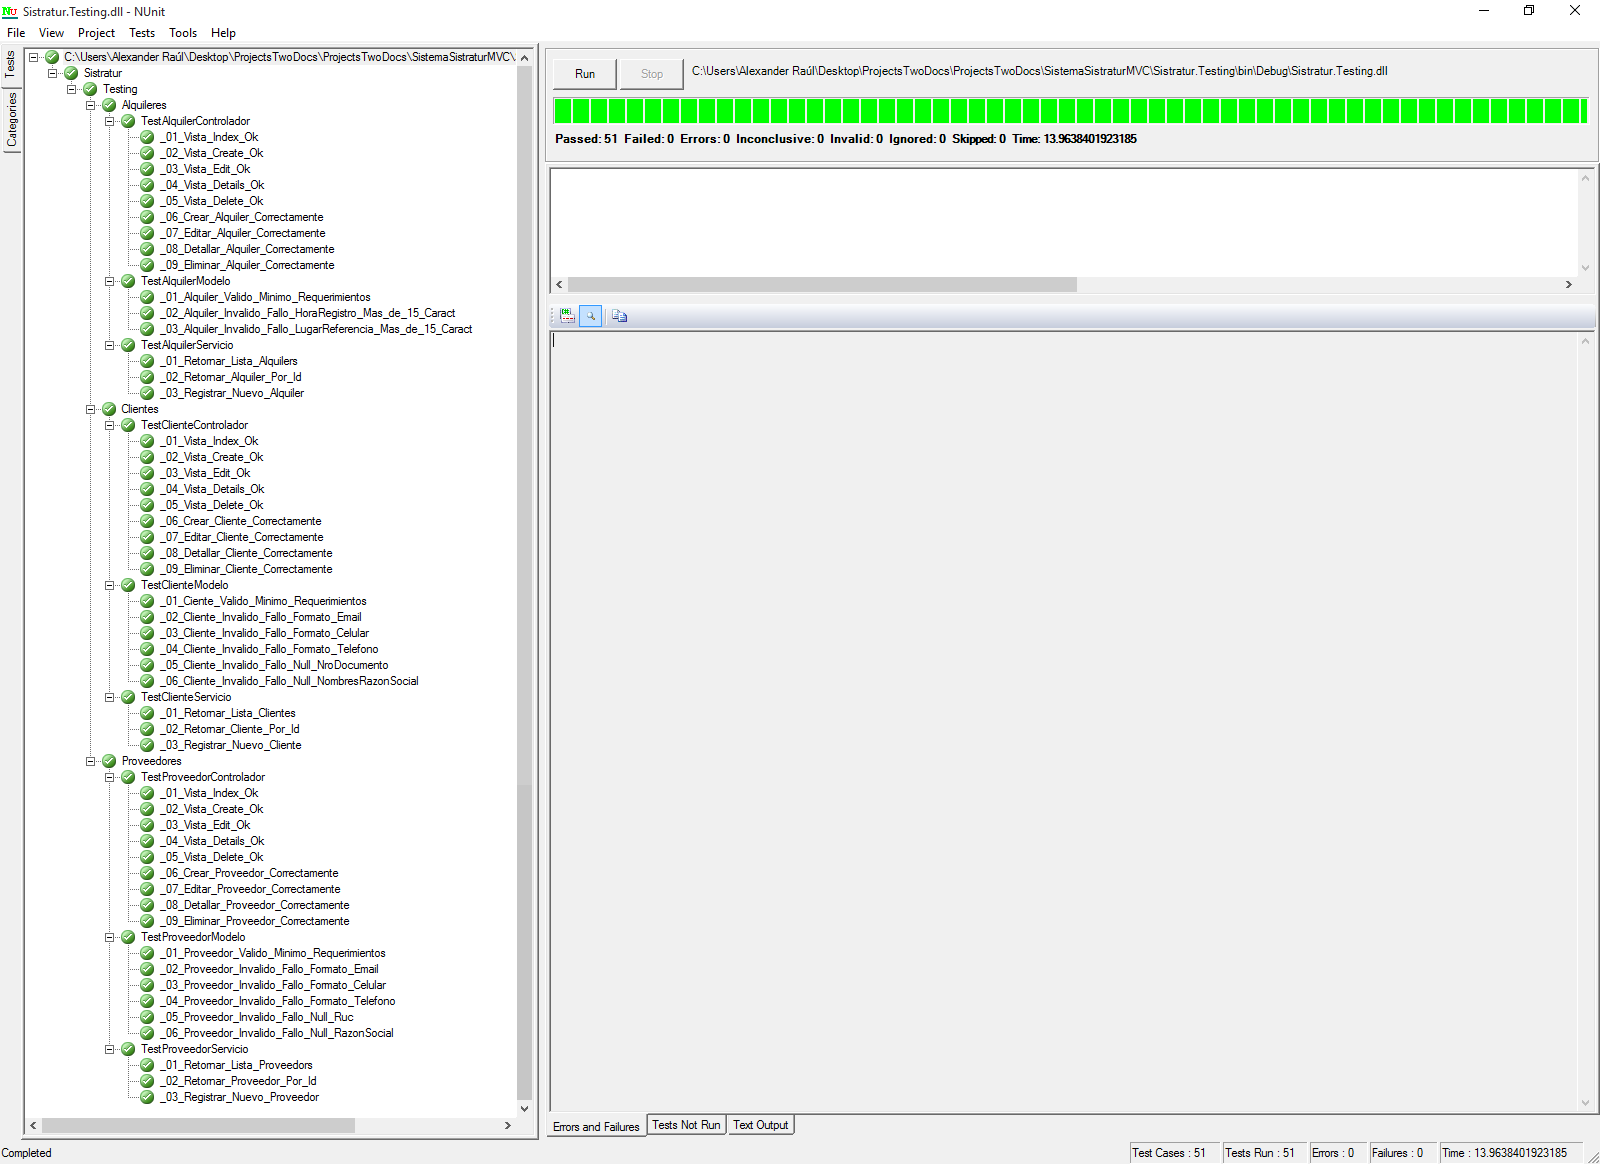 Sistratur.Testing.dll - NUnit
File View Project Tests Tools Help
Tests
Categories
C:\Users\Alexander Raúl\Desktop\ProjectsTwoDocs\ProjectsTwoDocs\SistemaSistraturMVC\
Sistratur
Testing
Alquileres
TestAlquilerControlador
_01_Vista_Index_Ok
_02_Vista_Create_Ok
_03_Vista_Edit_Ok
_04_Vista_Details_Ok
_05_Vista_Delete_Ok
_06_Crear_Alquiler_Correctamente
_07_Editar_Alquiler_Correctamente
_08_Detallar_Alquiler_Correctamente
_09_Eliminar_Alquiler_Correctamente
TestAlquilerModelo
_01_Alquiler_Valido_Minimo_Requerimientos
_02_Alquiler_Invalido_Fallo_HoraRegistro_Mas_de_15_Caract
_03_Alquiler_Invalido_Fallo_LugarReferencia_Mas_de_15_Caract
TestAlquilerServicio
_01_Retornar_Lista_Alquilers
_02_Retornar_Alquiler_Por_Id
_03_Registrar_Nuevo_Alquiler
Clientes
TestClienteControlador
_01_Vista_Index_Ok
_02_Vista_Create_Ok
_03_Vista_Edit_Ok
_04_Vista_Details_Ok
_05_Vista_Delete_Ok
_06_Crear_Cliente_Correctamente
_07_Editar_Cliente_Correctamente
_08_Detallar_Cliente_Correctamente
_09_Eliminar_Cliente_Correctamente
TestClienteModelo
_01_Ciente_Valido_Minimo_Requerimientos
_02_Cliente_Invalido_Fallo_Formato_Email
_03_Cliente_Invalido_Fallo_Formato_Celular
_04_Cliente_Invalido_Fallo_Formato_Telefono
_05_Cliente_Invalido_Fallo_Null_NroDocumento
_06_Cliente_Invalido_Fallo_Null_NombresRazonSocial
TestClienteServicio
_01_Retornar_Lista_Clientes
_02_Retornar_Cliente_Por_Id
_03_Registrar_Nuevo_Cliente
Proveedores
TestProveedorControlador
_01_Vista_Index_Ok
_02_Vista_Create_Ok
_03_Vista_Edit_Ok
_04_Vista_Details_Ok
_05_Vista_Delete_Ok
_06_Crear_Proveedor_Correctamente
_07_Editar_Proveedor_Correctamente
_08_Detallar_Proveedor_Correctamente
_09_Eliminar_Proveedor_Correctamente
TestProveedorModelo
_01_Proveedor_Valido_Minimo_Requerimientos
_02_Proveedor_Invalido_Fallo_Formato_Email
_03_Proveedor_Invalido_Fallo_Formato_Celular
_04_Proveedor_Invalido_Fallo_Formato_Telefono
_05_Proveedor_Invalido_Fallo_Null_Ruc
_06_Proveedor_Invalido_Fallo_Null_RazonSocial
TestProveedorServicio
_01_Retornar_Lista_Proveedors
_02_Retornar_Proveedor_Por_Id
_03_Registrar_Nuevo_Proveedor
Run Stop C:\Users\Alexander Raúl\Desktop\ProjectsTwoDocs\ProjectsTwoDocs\SistemaSistraturMVC\Sistratur.Testing\bin\Debug\Sistratur.Testing.dll
Passed: 51 Failed: 0 Errors: 0 Inconclusive: 0 Invalid: 0 Ignored: 0 Skipped: 0 Time: 13.9638401923185
Errors and Failures Tests Not Run Text Output
Completed Test Cases : 51 Tests Run : 51 Errors : 0 Failures : 0 Time : 13.9638401923185